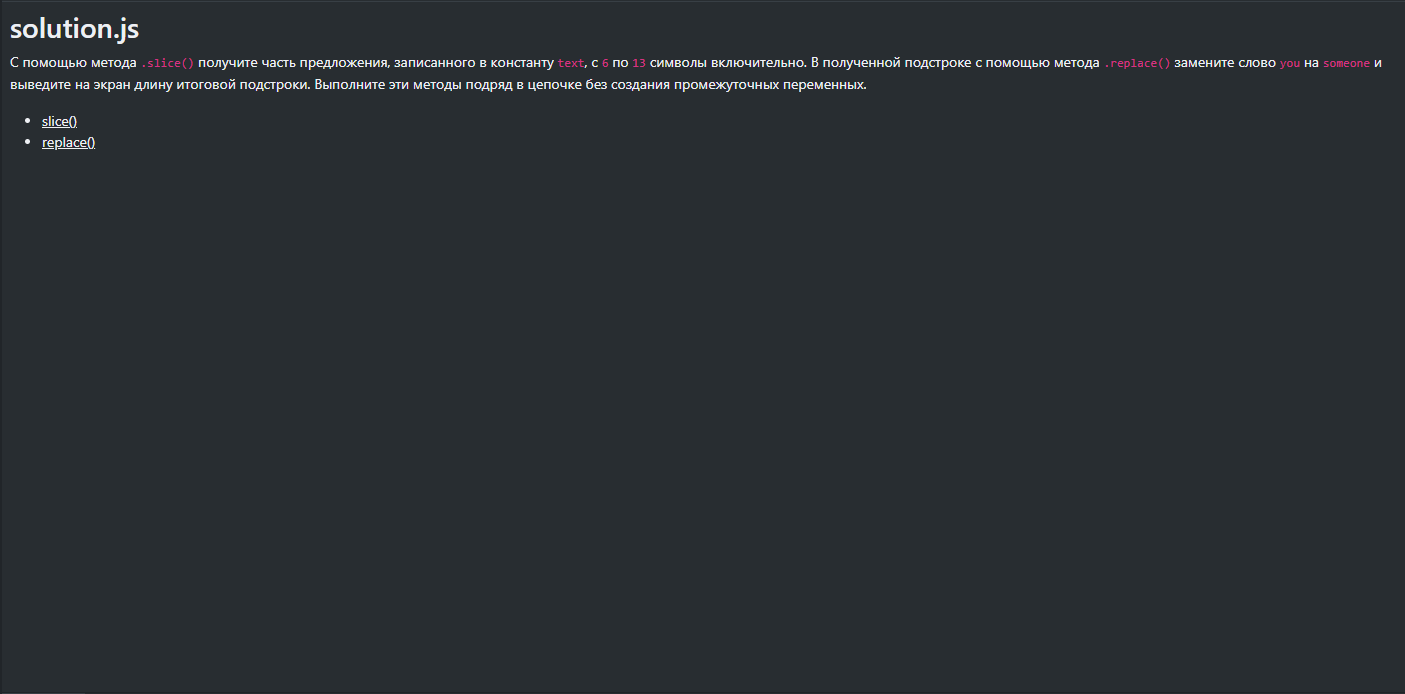 solution.js
С помощью метода .slice() получите часть предложения, записанного в константу text, с 6 по 13 символы включительно. В полученной подстроке с помощью метода .replace() замените слово you на someone и
выведите на экран длину итоговой подстроки. Выполните эти методы подряд в цепочке без создания промежуточных переменных.
• slice()
• replace()